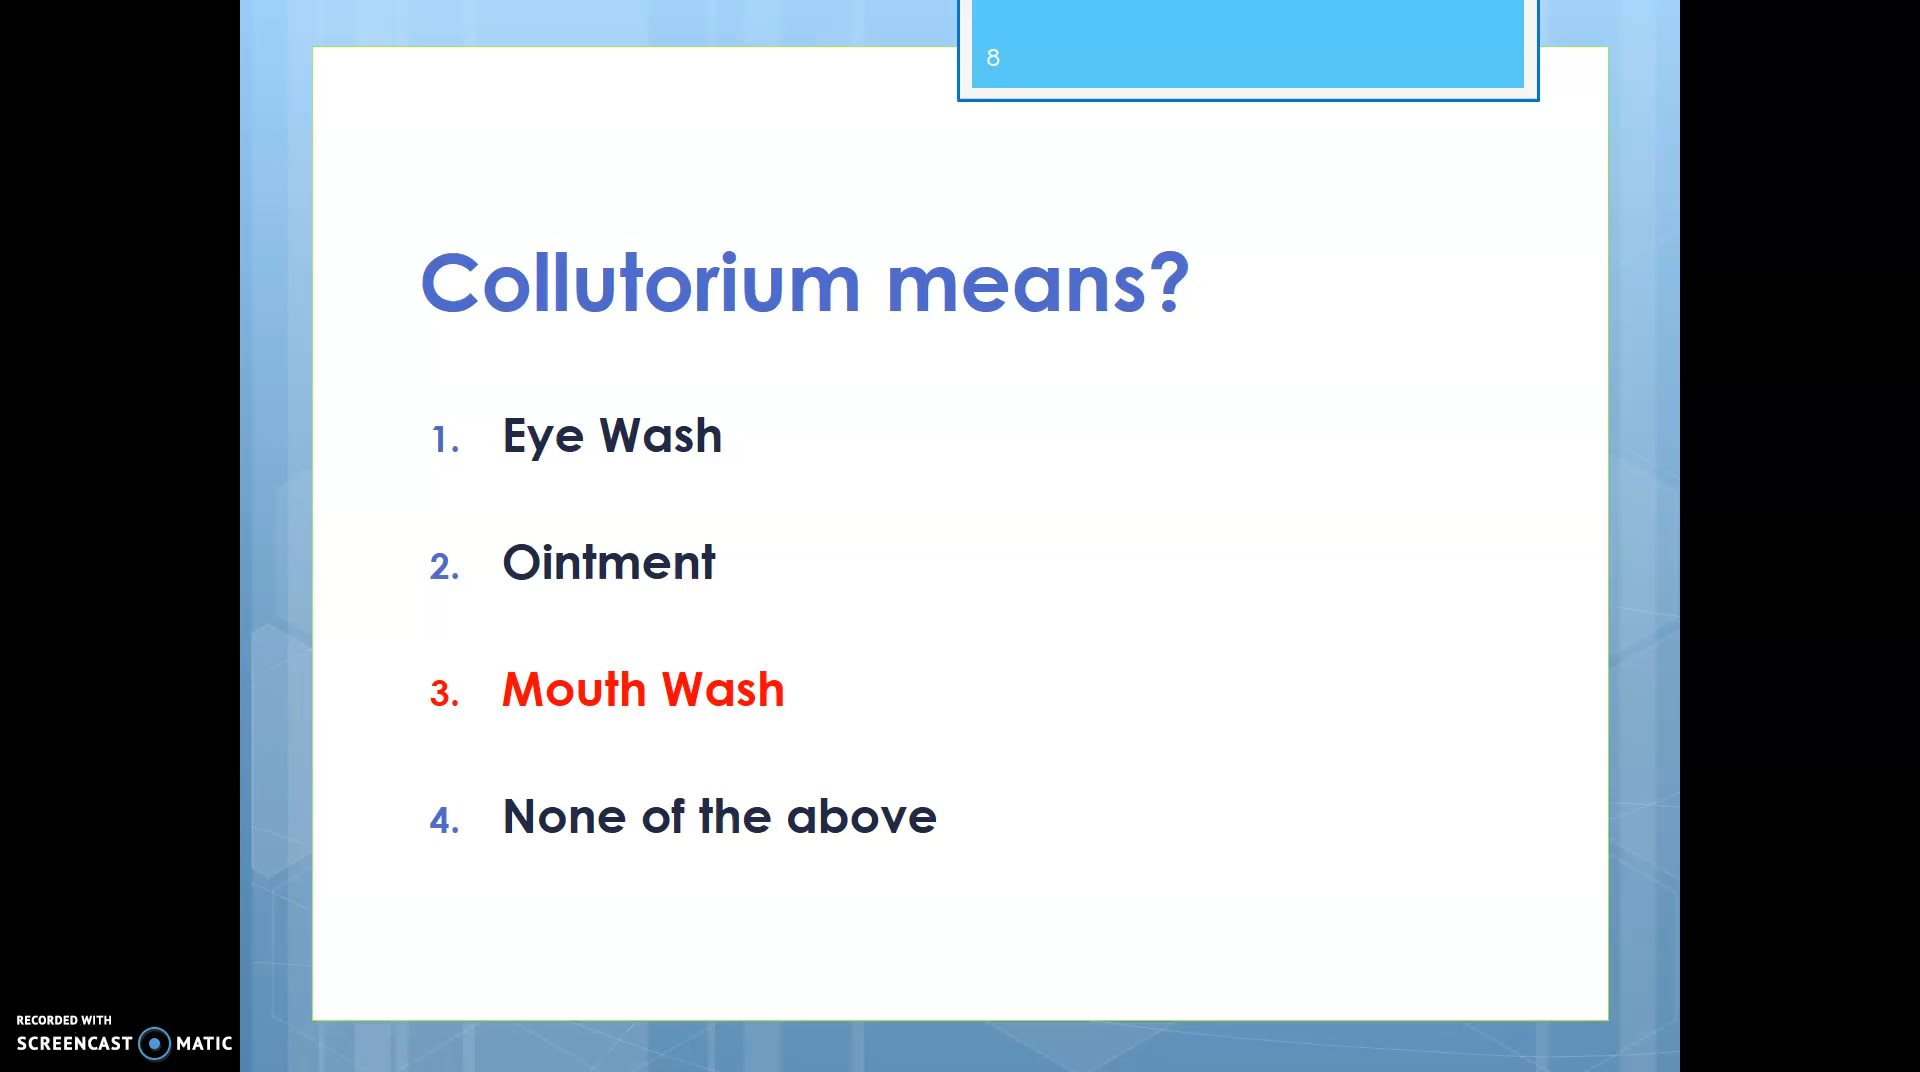 8
Collutorium means?
1. Eye Wash
2. Ointment
3. Mouth Wash
4. None of the above
RECORDED WITH
SCREENCAST MATIC